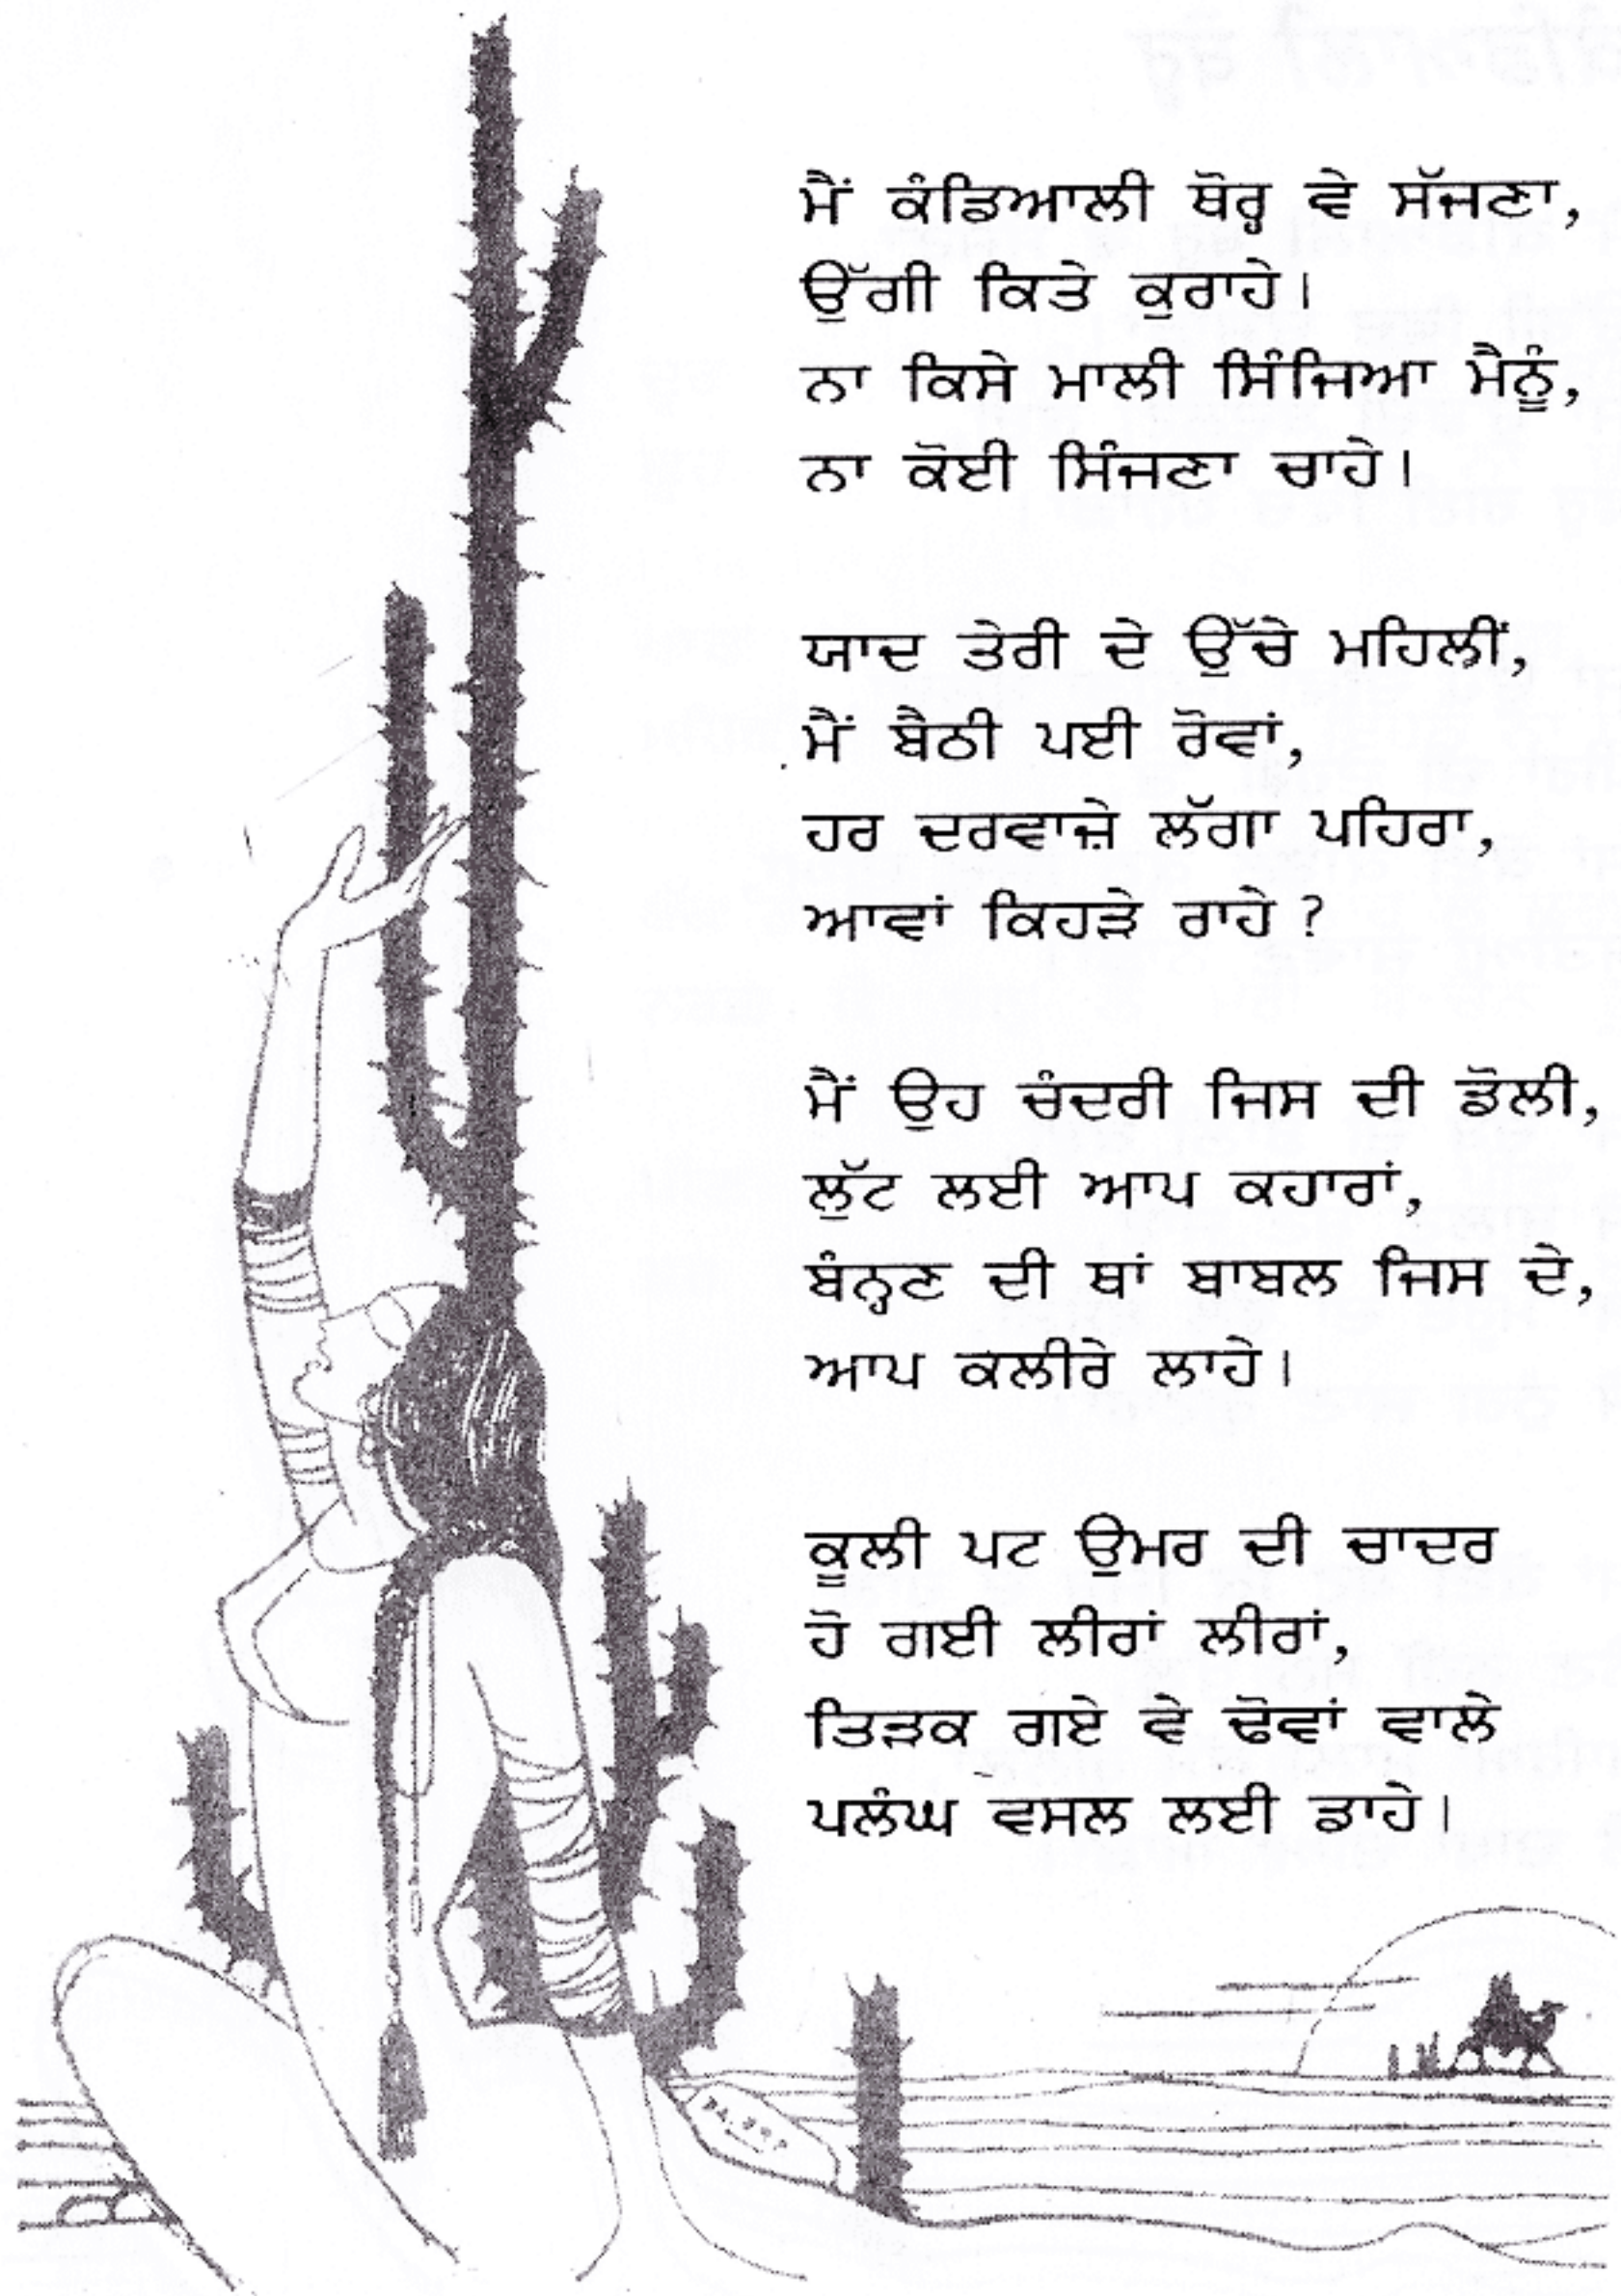 ਮੈਂ ਕੰਡਿਆਲੀ ਥੋਰ੍ਹ ਵੇ ਸੱਜਣਾ,
ਉੱਗੀ ਕਿਤੇ ਕੁਰਾਹੇ।
ਨਾ ਕਿਸੇ ਮਾਲੀ ਸਿੰਜਿਆ ਮੈਨੂੰ,
ਨਾ ਕੋਈ ਸਿੰਜਣਾ ਚਾਹੇ।
ਯਾਦ ਤੇਰੀ ਦੇ ਉੱਚੇ ਮਹਿਲੀਂ,
ਮੈਂ ਬੈਠੀ ਪਈ ਰੋਵਾਂ,
ਹਰ ਦਰਵਾਜ਼ੇ ਲੱਗਾ ਪਹਿਰਾ,
ਆਵਾਂ ਕਿਹੜੇ ਰਾਹੇ ?
ਮੈਂ ਉਹ ਚੰਦਰੀ ਜਿਸ ਦੀ ਡੋਲੀ,
ਲੁੱਟ ਲਈ ਆਪ ਕਹਾਰਾਂ,
ਬੰਨ੍ਹਣ ਦੀ ਥਾਂ ਬਾਬਲ ਜਿਸ ਦੇ,
ਆਪ ਕਲੀਰੇ ਲਾਹੇ।
ਕੂਲੀ ਪਟ ਉਮਰ ਦੀ ਚਾਦਰ
ਹੋ ਗਈ ਲੀਰਾਂ ਲੀਰਾਂ,
ਤਿੜਕ ਗਏ ਵੇ ਢੋਵਾਂ ਵਾਲੇ
ਪਲੰਘ ਵਸਲ ਲਈ ਡਾਹੇ।